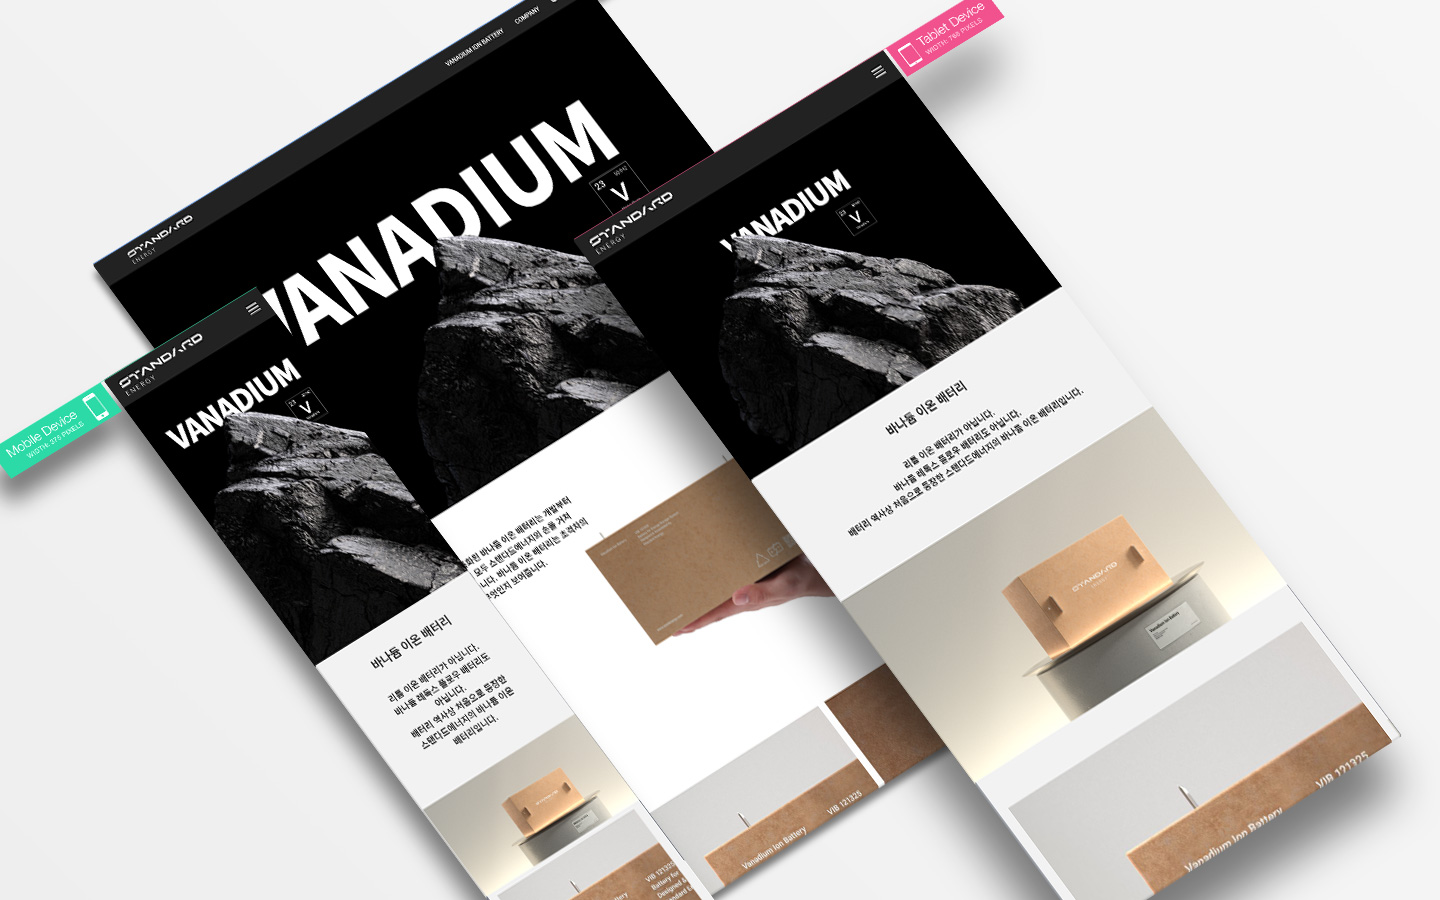 VANADIUM ION BATTERY
COMPANY
STANDARD
ENERGY
VANADIUM
23
V
화된 바나듐 이온 배터리는 개발부터
모두 스탠다드에너지의 손을 거쳐
니다. 바나듐 이온 배터리는 초격차의
무엇인지 보여줍니다.
Vanadium Ion Battery
VIB 121325
Mobile Device
WIDTH: 375 PIXELS
STANDARD
ENERGY
VANADIUM
23
V
바나듐 이온 배터리
리튬 이온 배터리가 아닙니다.
바나듐 레독스 플로우 배터리도
아닙니다.
배터리 역사상 처음으로 등장한
스탠다드에너지의 바나듐 이온
배터리입니다.
STANDARD
VIB 121325
Battery for
Designed &
Tablet Device
WIDTH: 768 PIXELS
STANDARD
ENERGY
VANADIUM
23
V
바나듐 이온 배터리
리튬 이온 배터리가 아닙니다.
바나듐 레독스 플로우 배터리도 아닙니다.
배터리 역사상 처음으로 등장한 스탠다드에너지의 바나듐 이온 배터리입니다.
STANDARD
ENERGY
Vanadium Ion Battery
Vanadium Ion Battery
VIB 121325